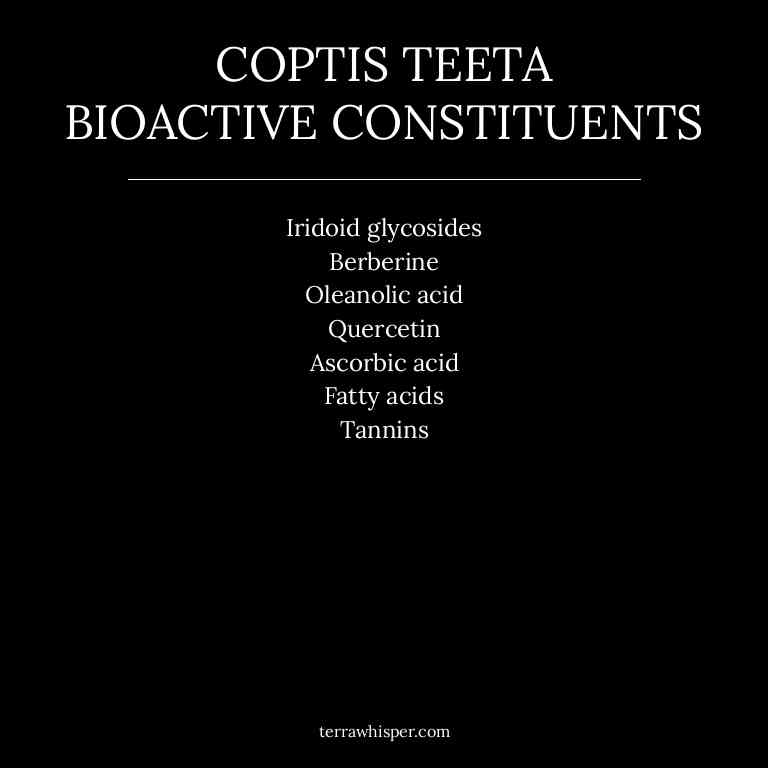 COPTIS TEETA
BIOACTIVE CONSTITUENTS
Iridoid glycosides
Berberine
Oleanolic acid
Quercetin
Ascorbic acid
Fatty acids
Tannins
terrawhisper.com